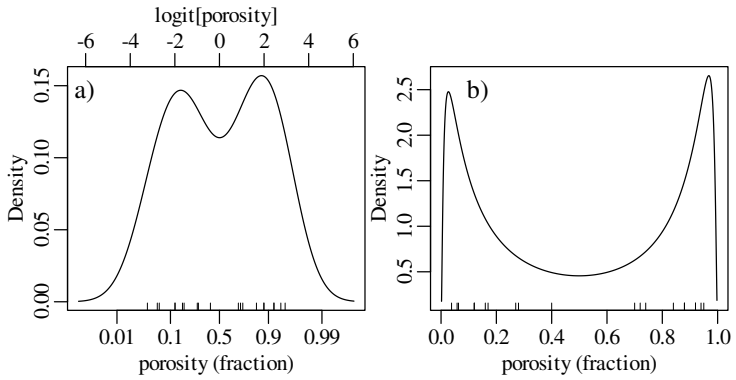 logit[porosity]
-6 -4 -2 0 2 4 6
a)
Density
0.00 0.05 0.10 0.15
0.01 0.1 0.5 0.9 0.99
porosity (fraction)
b)
Density
0.5 1.0 1.5 2.0 2.5
0.0 0.2 0.4 0.6 0.8 1.0
porosity (fraction)